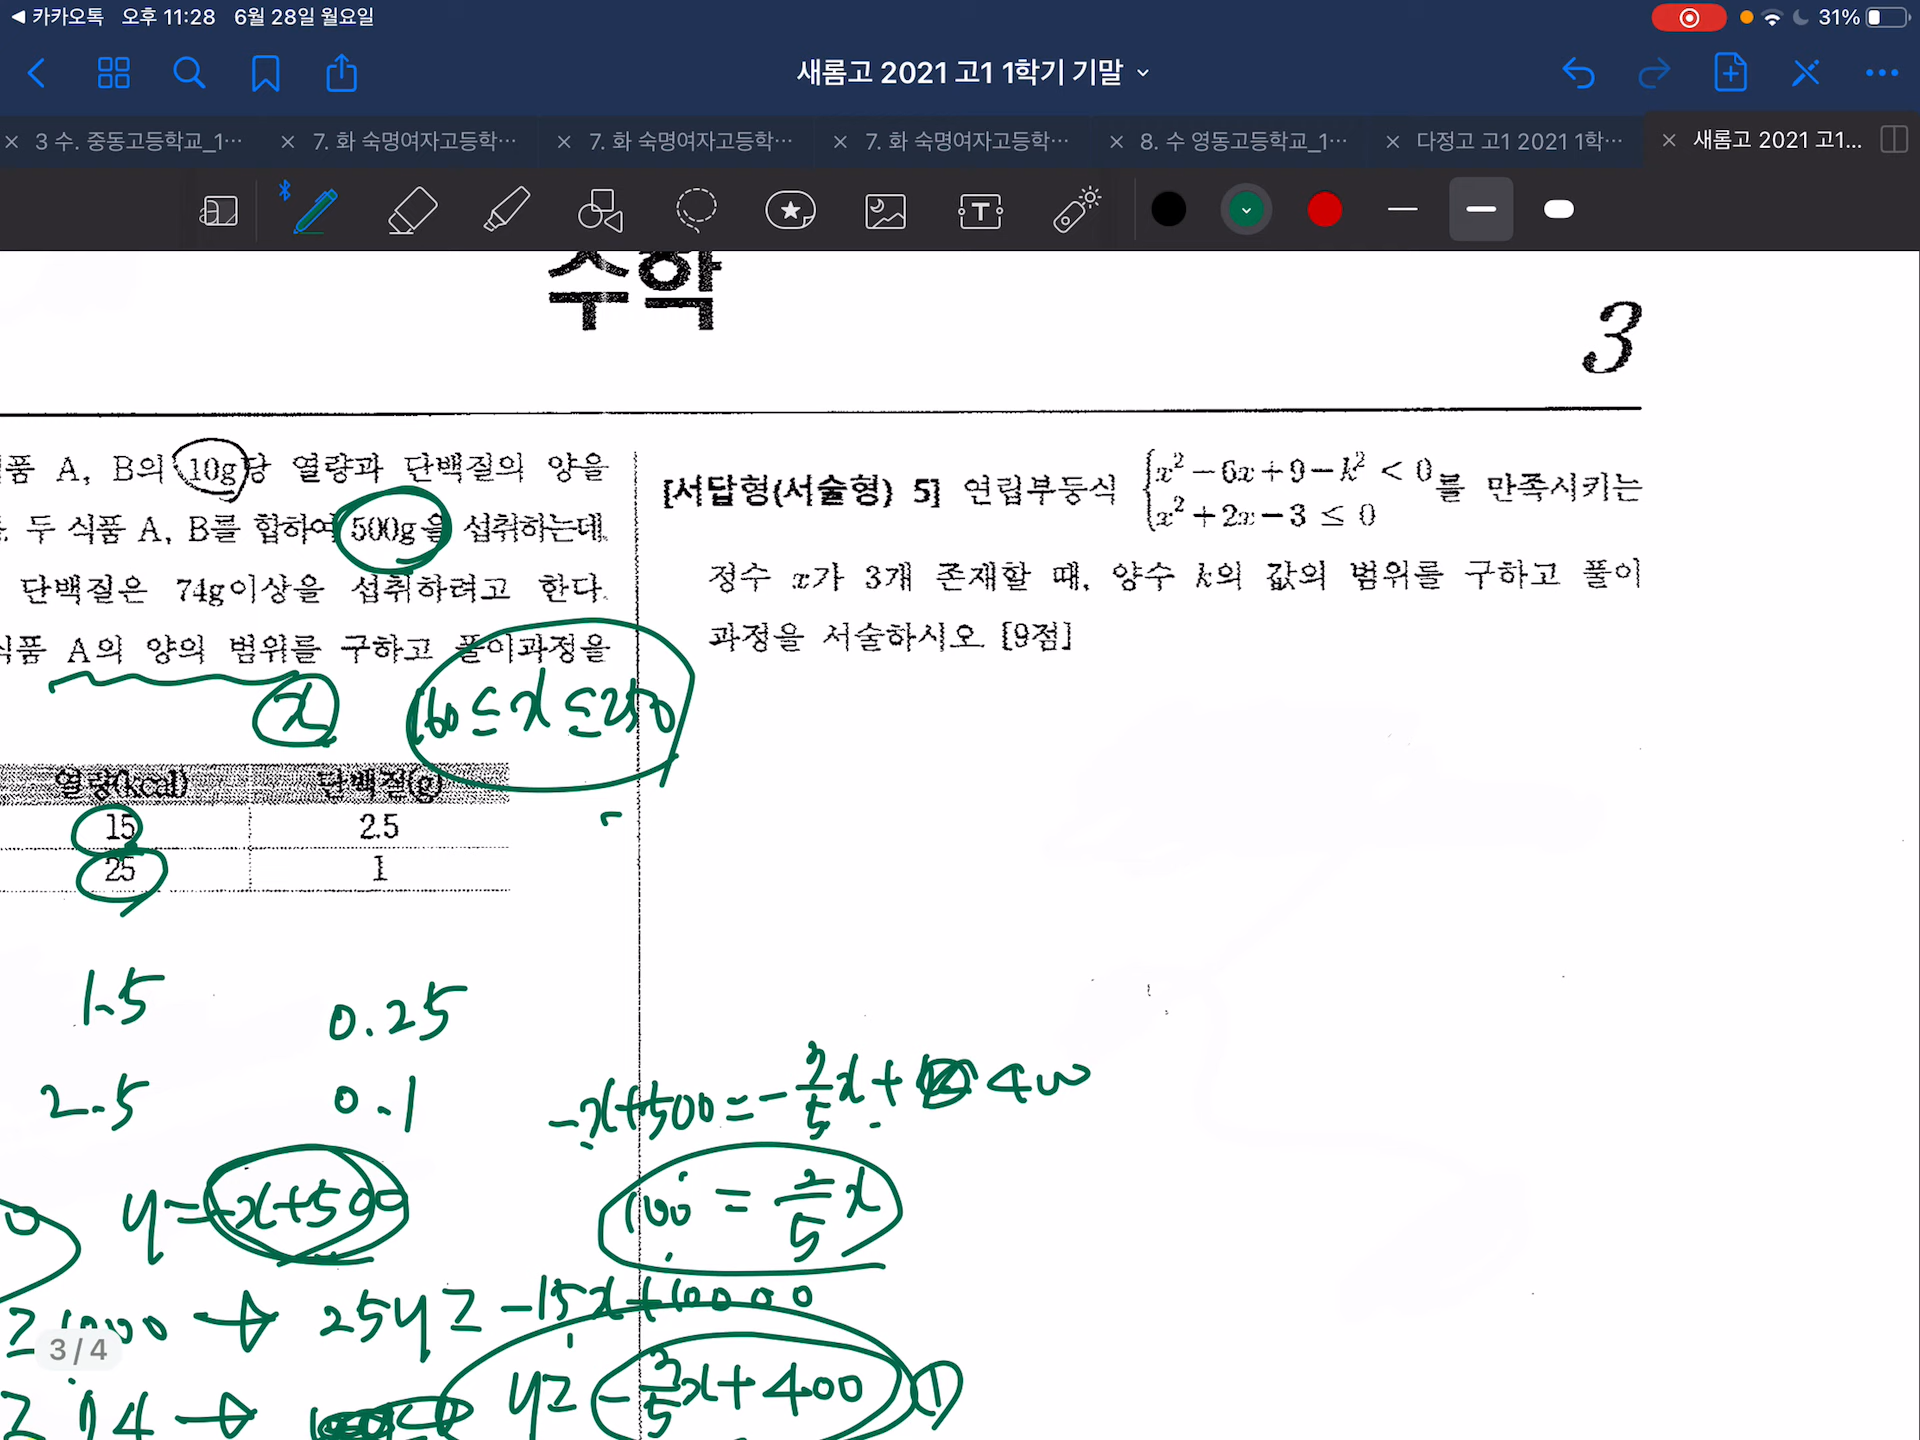 카카오톡 오후 11:28 6월 28일 월요일 31%
새롬고 2021 고1 1학기 기말
3 수. 중동고등학교_1… 7. 화 숙명여자고등학… 7. 화 숙명여자고등학… 7. 화 숙명여자고등학… 8. 수 영동고등학교_1… 다정고 고1 2021 1학… 새롬고 2021 고1...
수학
3
품 A, B의 10g당 열량과 단백질의 양을
두 식품 A, B를 합하여 500g을 섭취하는데
단백질은 74g이상을 섭취하려고 한다.
식품 A의 양의 범위를 구하고 풀이과정을
x 160≤x≤250
열량(kcal) 단백질(g)
15 2.5
25 1
1.5 0.25
2.5 0.1
y=-x+500
≥1000 → 25y≥-15x+10000
→ y≥-3/5x+400 ①
[서답형(서술형) 5] 연립부등식 {x²-6x+9-k² < 0
x²+2x-3 ≤ 0 를 만족시키는
정수 x가 3개 존재할 때, 양수 k의 값의 범위를 구하고 풀이
과정을 서술하시오. [9점]
-x+500=-3/5x+400
100=2/5x
3/4